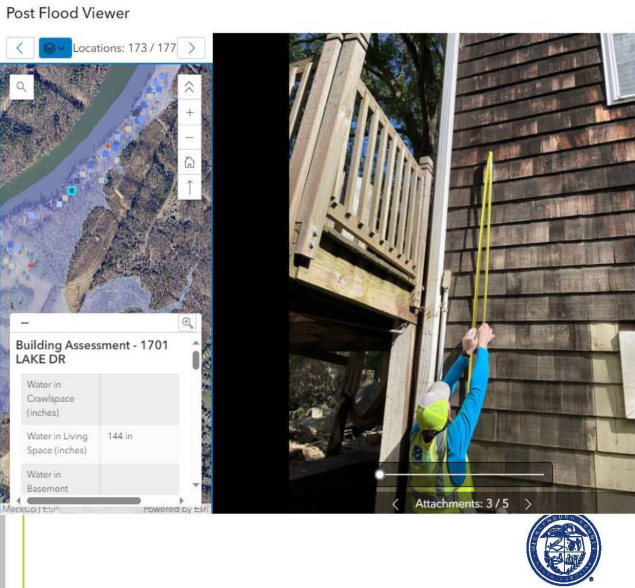 Post Flood Viewer
Locations: 173 / 177
Building Assessment - 1701
LAKE DR
Water in
Crawlspace
(inches)
Water in Living
Space (inches)
144 in
Water in
Basement
Powered by Esri
Attachments: 3 / 5